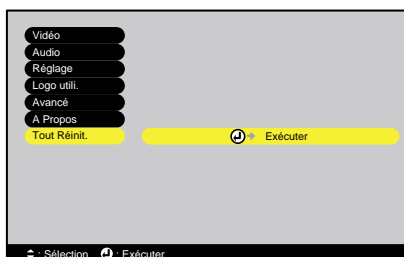 Vidéo
Audio
Réglage
Logo utili.
Avancé
A Propos
Tout Réinit. Exécuter
: Sélection : Exécuter